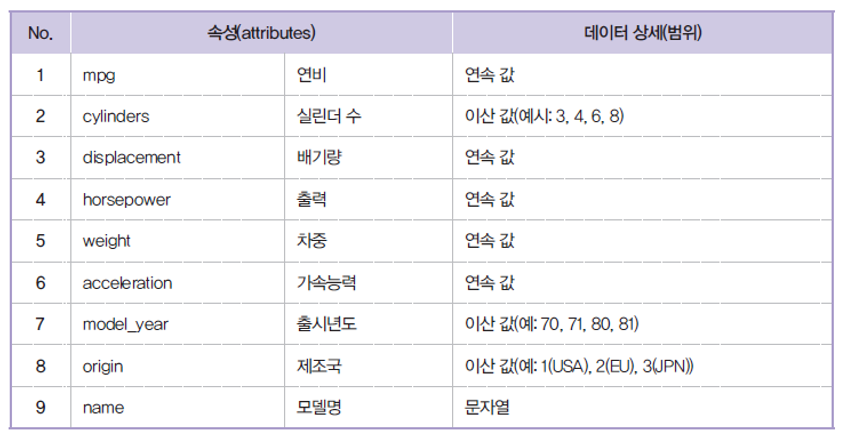 No. 속성(attributes) 데이터 상세(범위)
1 mpg 연비 연속 값
2 cylinders 실린더 수 이산 값(예시: 3, 4, 6, 8)
3 displacement 배기량 연속 값
4 horsepower 출력 연속 값
5 weight 차중 연속 값
6 acceleration 가속능력 연속 값
7 model_year 출시년도 이산 값(예: 70, 71, 80, 81)
8 origin 제조국 이산 값(예: 1(USA), 2(EU), 3(JPN))
9 name 모델명 문자열